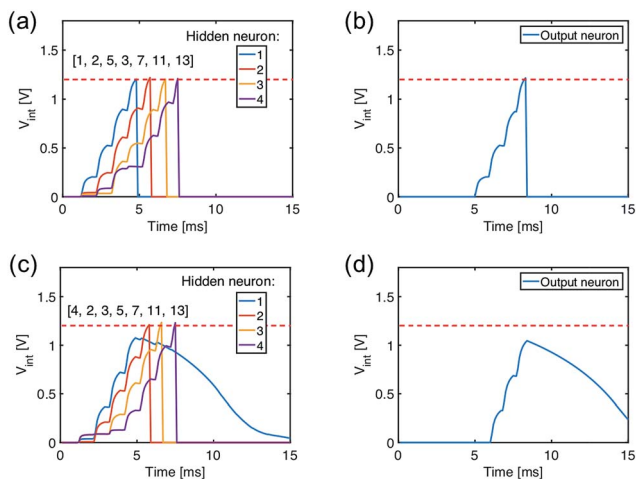 (a)
Hidden neuron:
[1, 2, 5, 3, 7, 11, 13]
1
2
3
4
1.5
1
0.5
0
Vint [V]
0 5 10 15
Time [ms]
(b)
Output neuron
1.5
1
0.5
0
Vint [V]
0 5 10 15
Time [ms]
(c)
Hidden neuron:
[4, 2, 3, 5, 7, 11, 13]
1
2
3
4
1.5
1
0.5
0
Vint [V]
0 5 10 15
Time [ms]
(d)
Output neuron
1.5
1
0.5
0
Vint [V]
0 5 10 15
Time [ms]